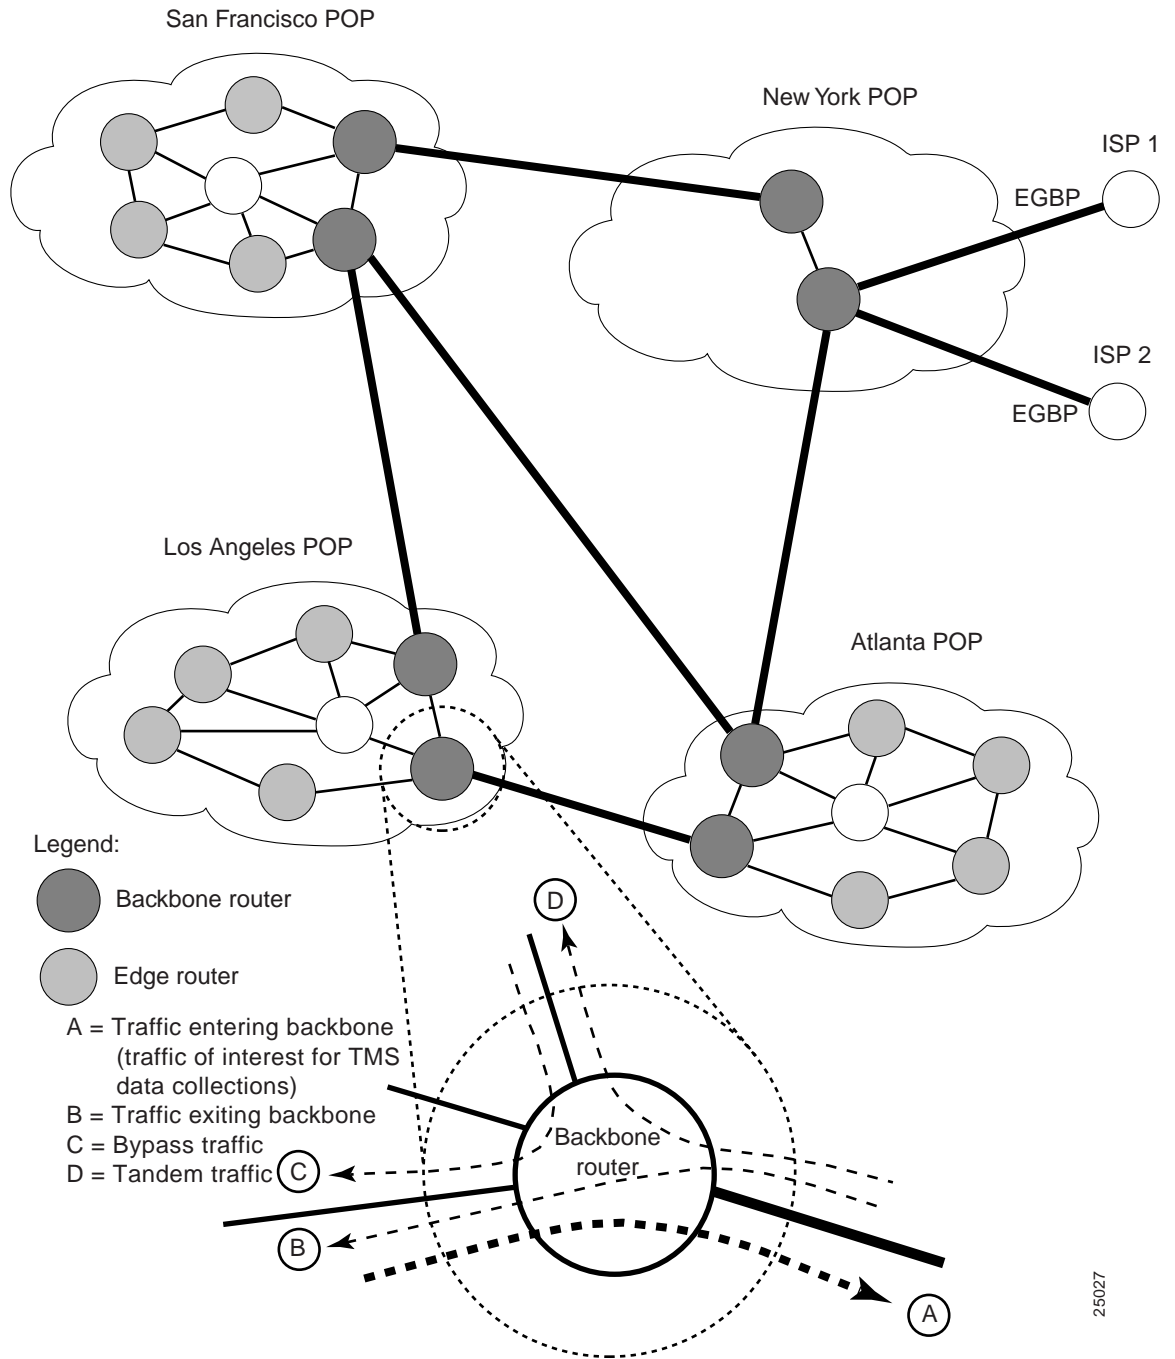 San Francisco POP
New York POP
ISP 1
EGBP
ISP 2
EGBP
Los Angeles POP
Atlanta POP
Legend:
Backbone router
Edge router
A = Traffic entering backbone
(traffic of interest for TMS
data collections)
B = Traffic exiting backbone
C = Bypass traffic
D = Tandem traffic
D
Backbone
router
C
B
A
25027